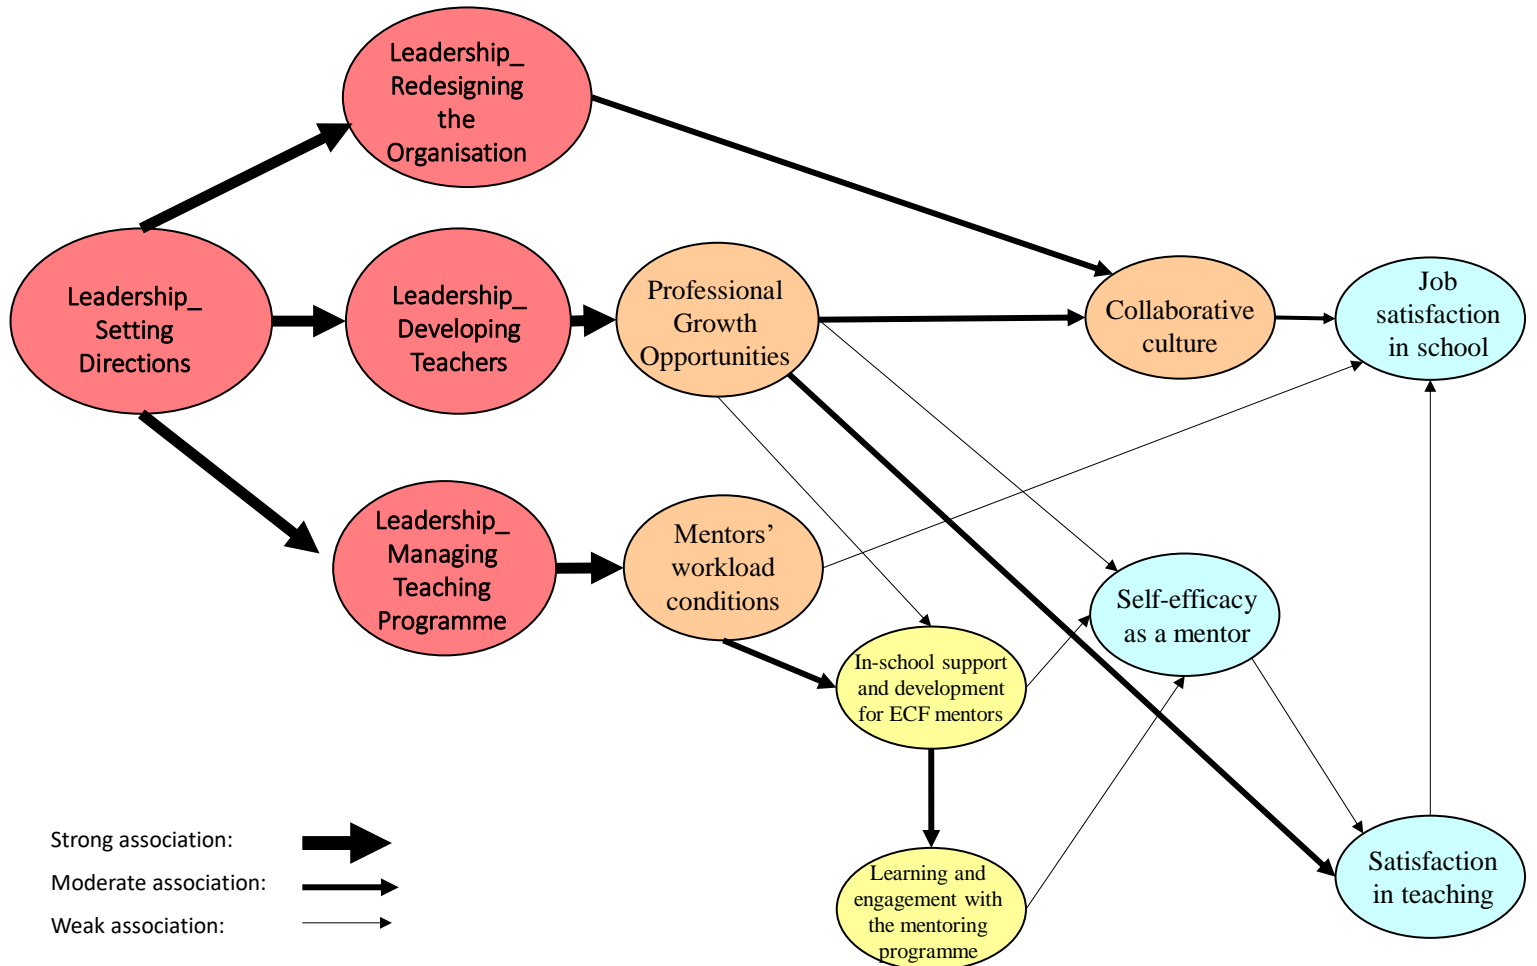 Leadership_
Redesigning
the
Organisation
Leadership_
Setting
Directions
Leadership_
Developing
Teachers
Professional
Growth
Opportunities
Collaborative
culture
Job
satisfaction
in school
Leadership_
Managing
Teaching
Programme
Mentors’
workload
conditions
Self-efficacy
as a mentor
In-school support
and development
for ECF mentors
Learning and
engagement with
the mentoring
programme
Satisfaction
in teaching
Strong association:
Moderate association:
Weak association: